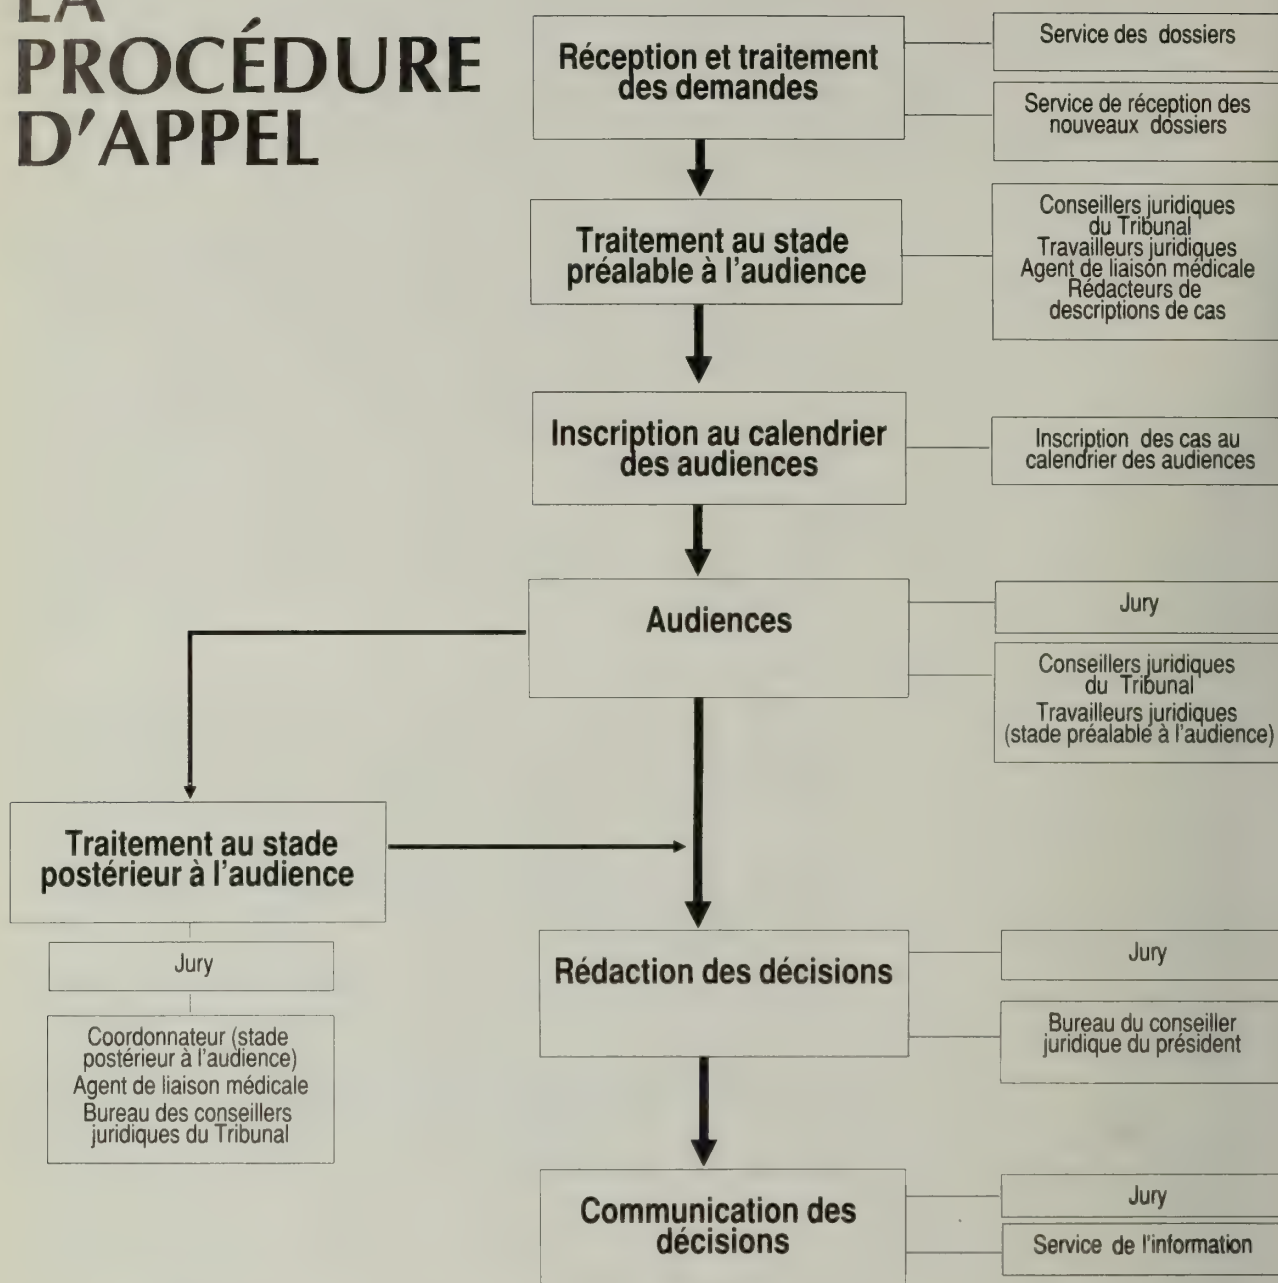 LA
PROCÉDURE
D'APPEL
Réception et traitement
des demandes
Service des dossiers
Service de réception des
nouveaux dossiers
Traitement au stade
préalable à l'audience
Conseillers juridiques
du Tribunal
Travailleurs juridiques
Agent de liaison médicale
Rédacteurs de
descriptions de cas
Inscription au calendrier
des audiences
Inscription des cas au
calendrier des audiences
Audiences
Jury
Conseillers juridiques
du Tribunal
Travailleurs juridiques
(stade préalable à l'audience)
Traitement au stade
postérieur à l'audience
Jury
Coordonnateur (stade
postérieur à l'audience)
Agent de liaison médicale
Bureau des conseillers
juridiques du Tribunal
Rédaction des décisions
Jury
Bureau du conseiller
juridique du président
Communication des
décisions
Jury
Service de l'information